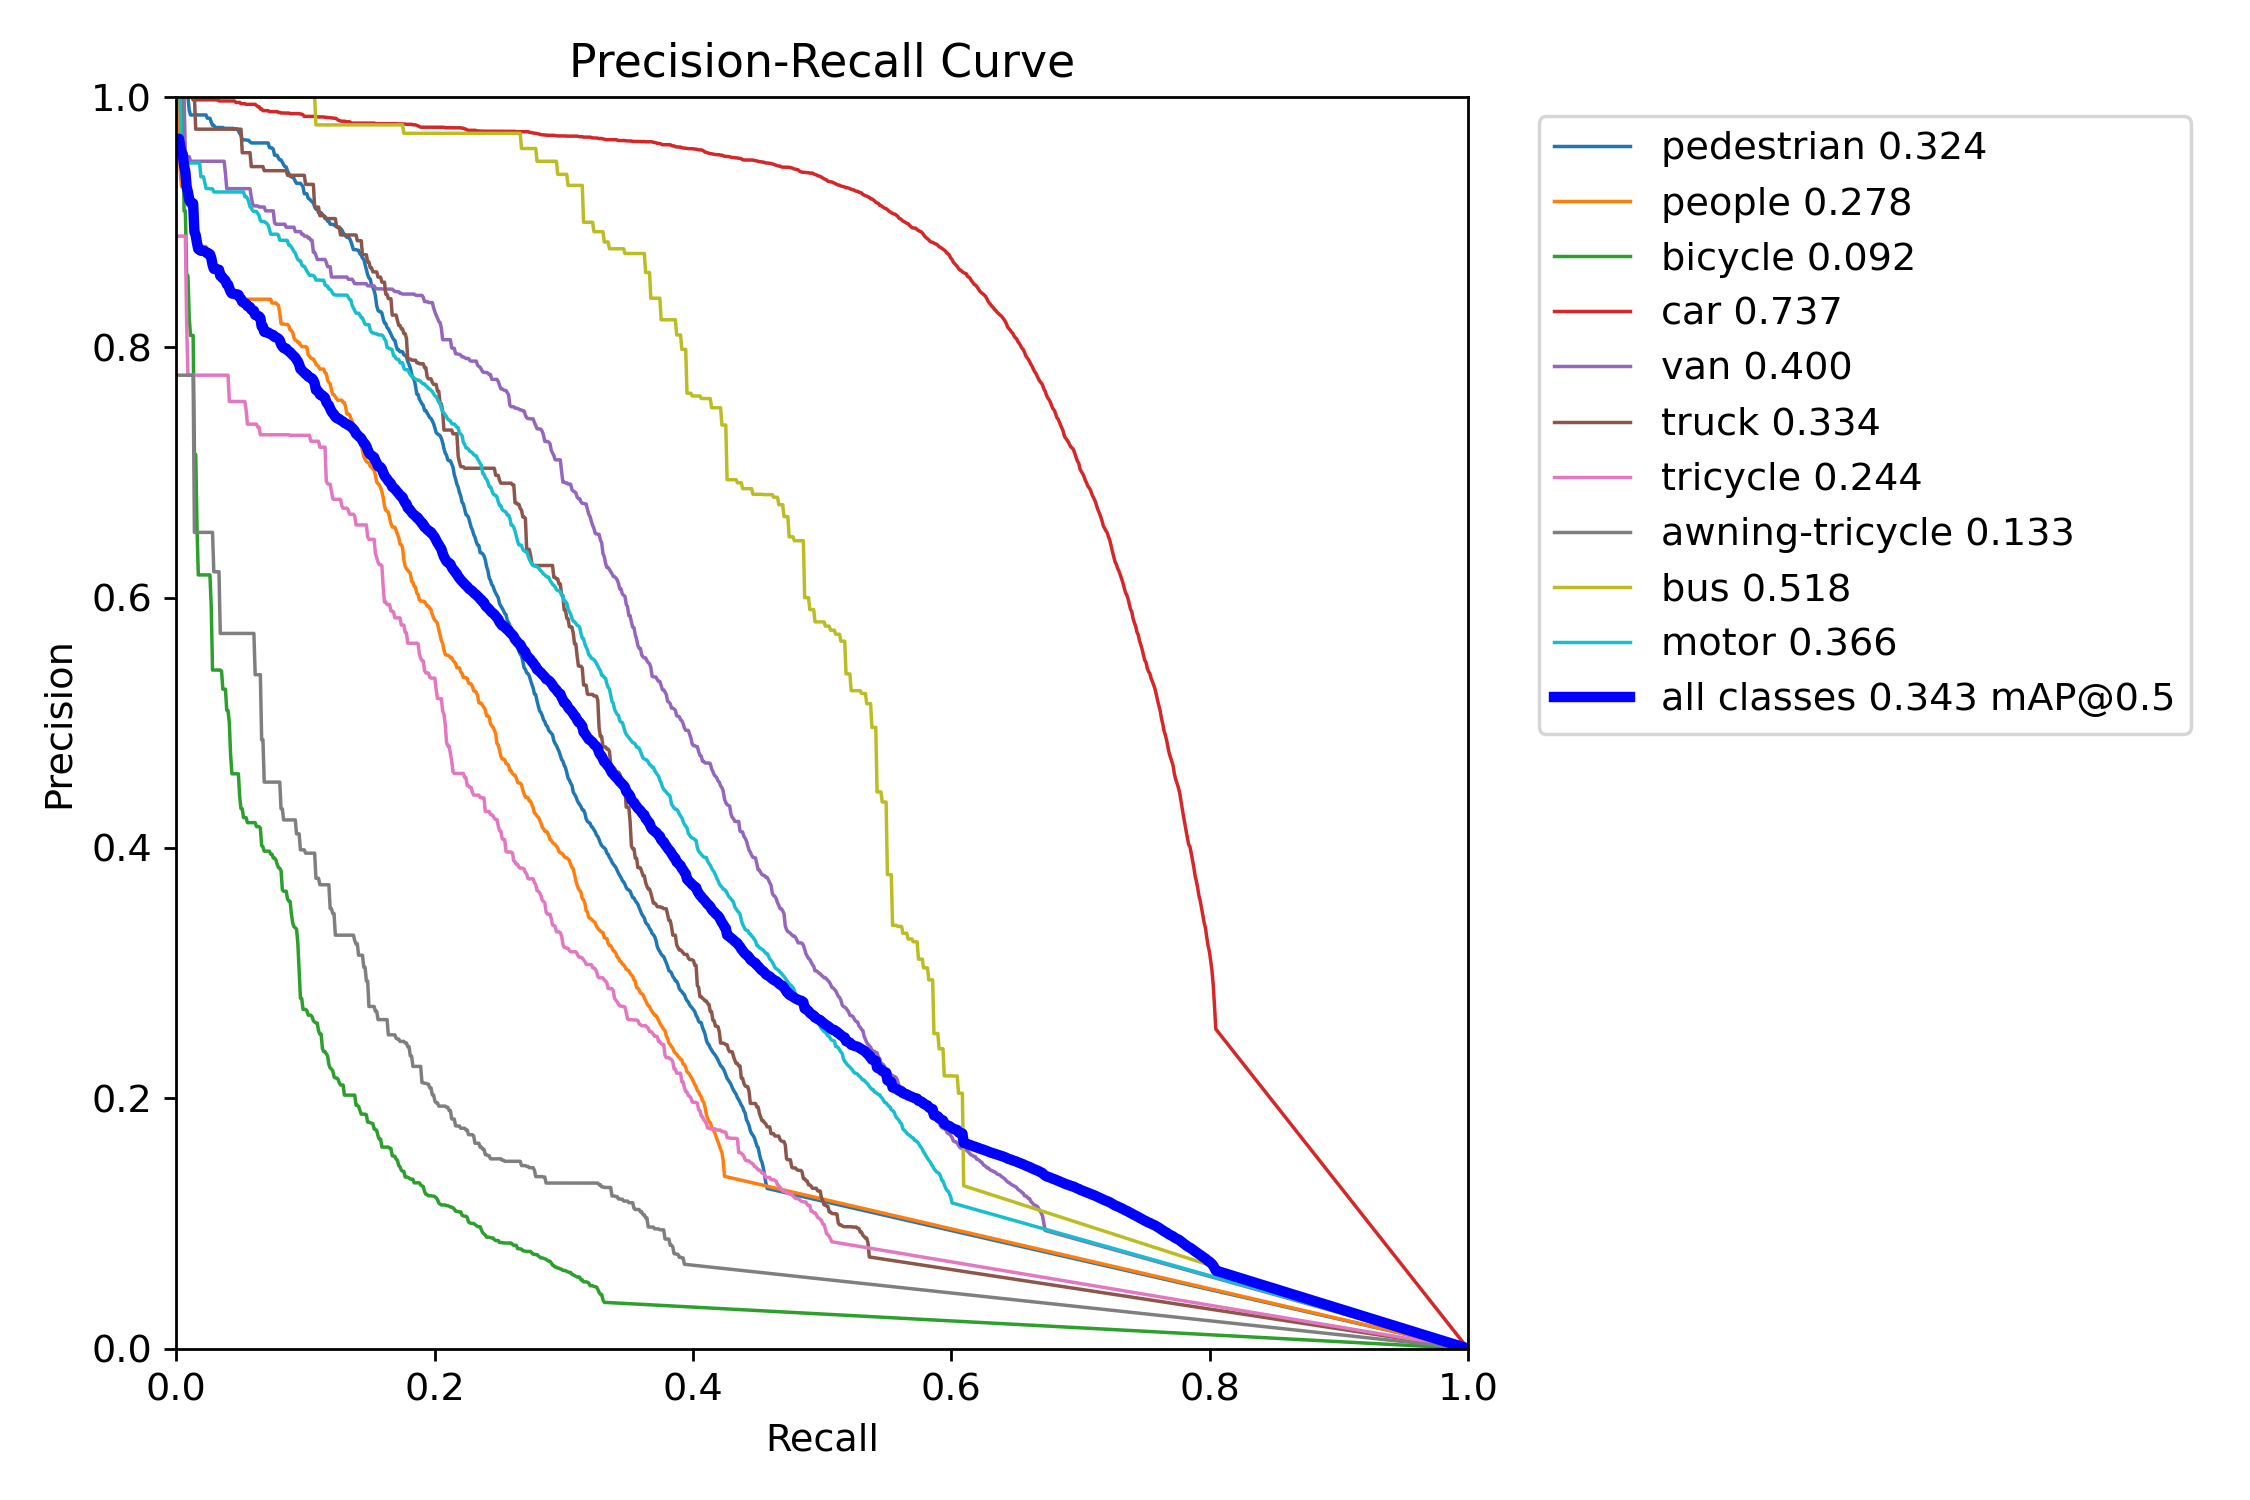 Precision-Recall Curve
1.0
0.8
0.6
0.4
0.2
0.0
Precision
0.0 0.2 0.4 0.6 0.8 1.0
Recall
pedestrian 0.324
people 0.278
bicycle 0.092
car 0.737
van 0.400
truck 0.334
tricycle 0.244
awning-tricycle 0.133
bus 0.518
motor 0.366
all classes 0.343 mAP@0.5